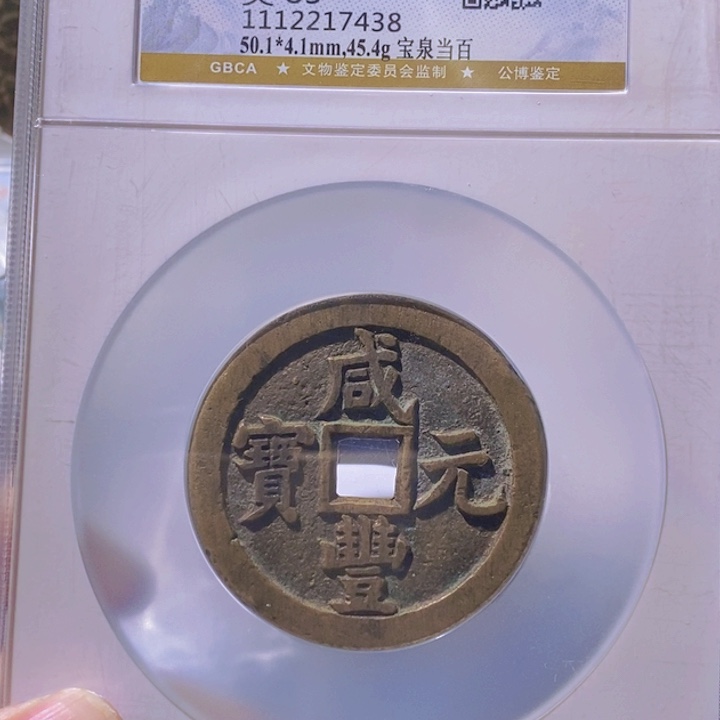 1112217438
50.1*4.1mm,45.4g 宝泉当百
GBCA ★ 文物鉴定委员会监制 ★ 公博鉴定
咸
豐
元
寶